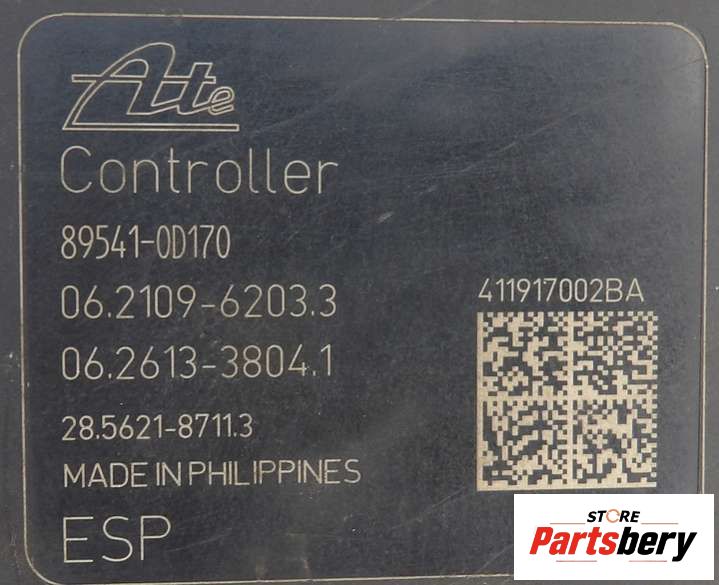 Ate
Controller
89541-0D170
06.2109-6203.3
06.2613-3804.1
28.5621-8711.3
MADE IN PHILIPPINES
ESP
411917002BA
STORE
Partsbery